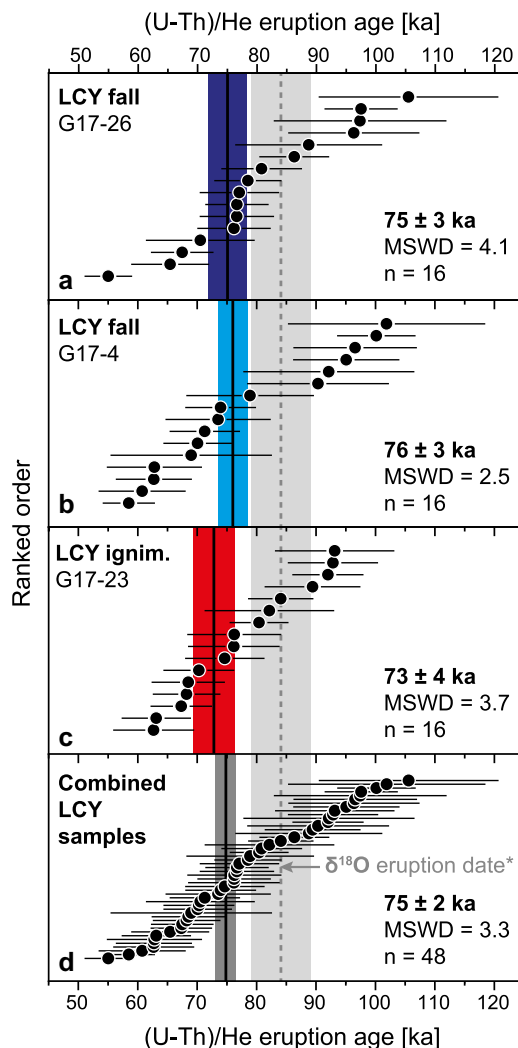 (U-Th)/He eruption age [ka]
50 60 70 80 90 100 110 120
LCY fall
G17-26
75 ± 3 ka
MSWD = 4.1
n = 16
a
LCY fall
G17-4
76 ± 3 ka
MSWD = 2.5
n = 16
b
Ranked order
LCY ignim.
G17-23
73 ± 4 ka
MSWD = 3.7
n = 16
c
Combined
LCY
samples
δ¹⁸O eruption date*
75 ± 2 ka
MSWD = 3.3
n = 48
d
50 60 70 80 90 100 110 120
(U-Th)/He eruption age [ka]